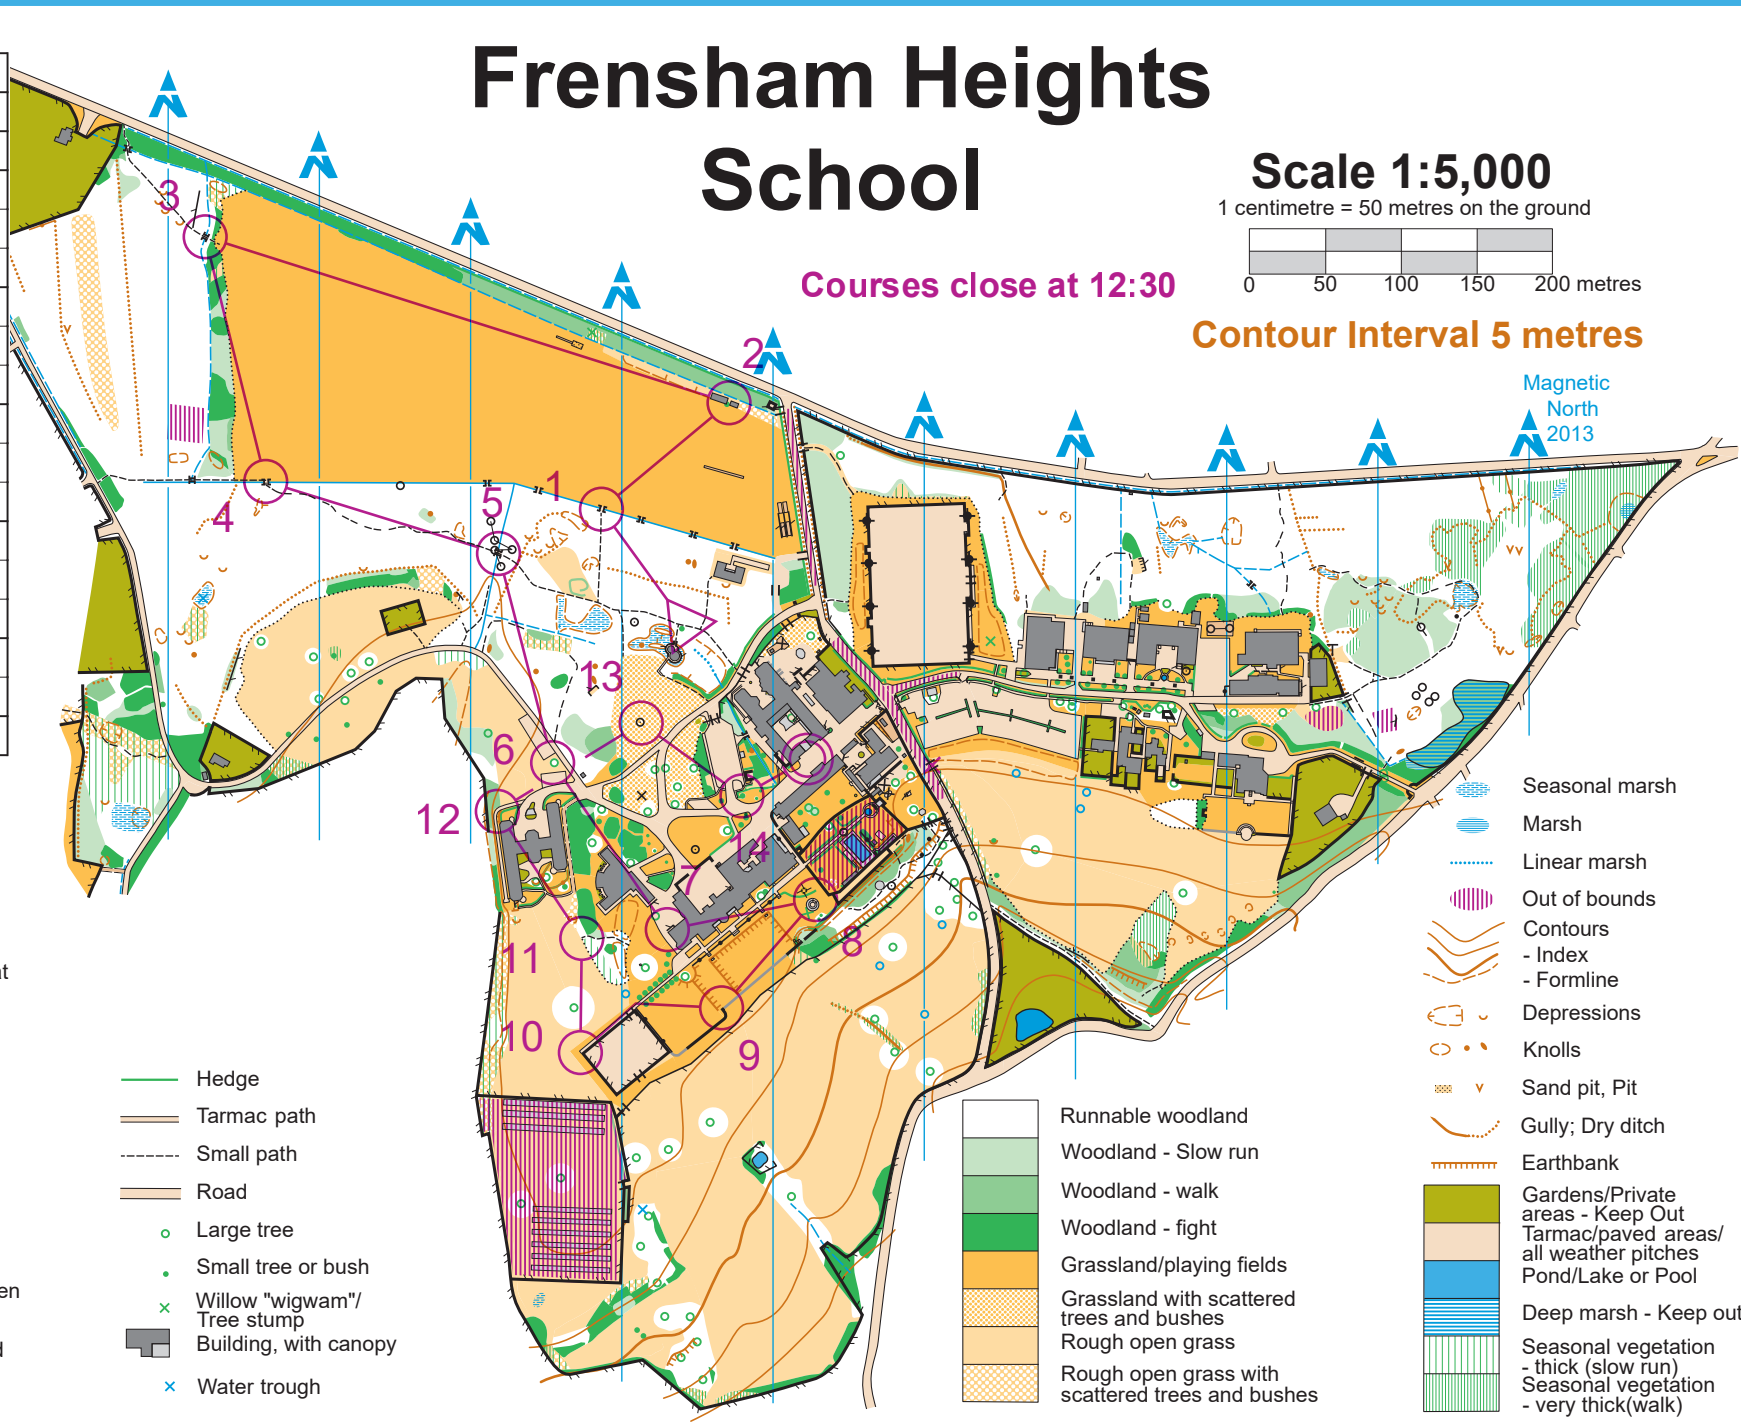 Frensham Heights
School
Scale 1:5,000
1 centimetre = 50 metres on the ground
0 50 100 150 200 metres
Courses close at 12:30
Contour Interval 5 metres
Magnetic
North
2013
3
2
1
5
4
13
6
12
14
7
8
11
10
9
Seasonal marsh
Marsh
Linear marsh
Out of bounds
Contours
- Index
- Formline
Depressions
Knolls
Sand pit, Pit
Gully; Dry ditch
Earthbank
Gardens/Private
areas - Keep Out
Tarmac/paved areas/
all weather pitches
Pond/Lake or Pool
Deep marsh - Keep out
Seasonal vegetation
- thick (slow run)
Seasonal vegetation
- very thick(walk)
Hedge
Tarmac path
Small path
Road
Large tree
Small tree or bush
Willow "wigwam"/
Tree stump
Building, with canopy
Water trough
Runnable woodland
Woodland - Slow run
Woodland - walk
Woodland - fight
Grassland/playing fields
Grassland with scattered
trees and bushes
Rough open grass
Rough open grass with
scattered trees and bushes